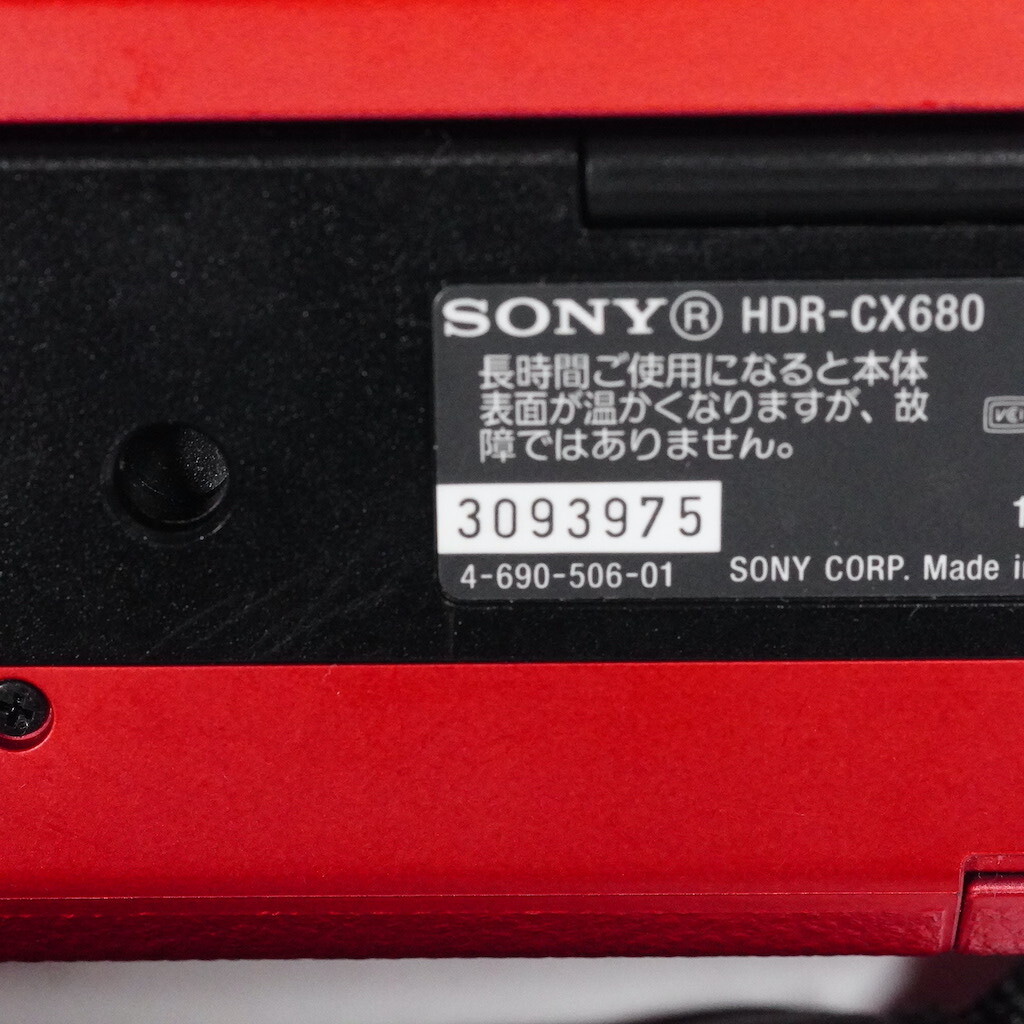 SONY® HDR-CX680
長時間ご使用になると本体
表面が温かくなりますが、故
障ではありません。
3093975
4-690-506-01 SONY CORP. Made